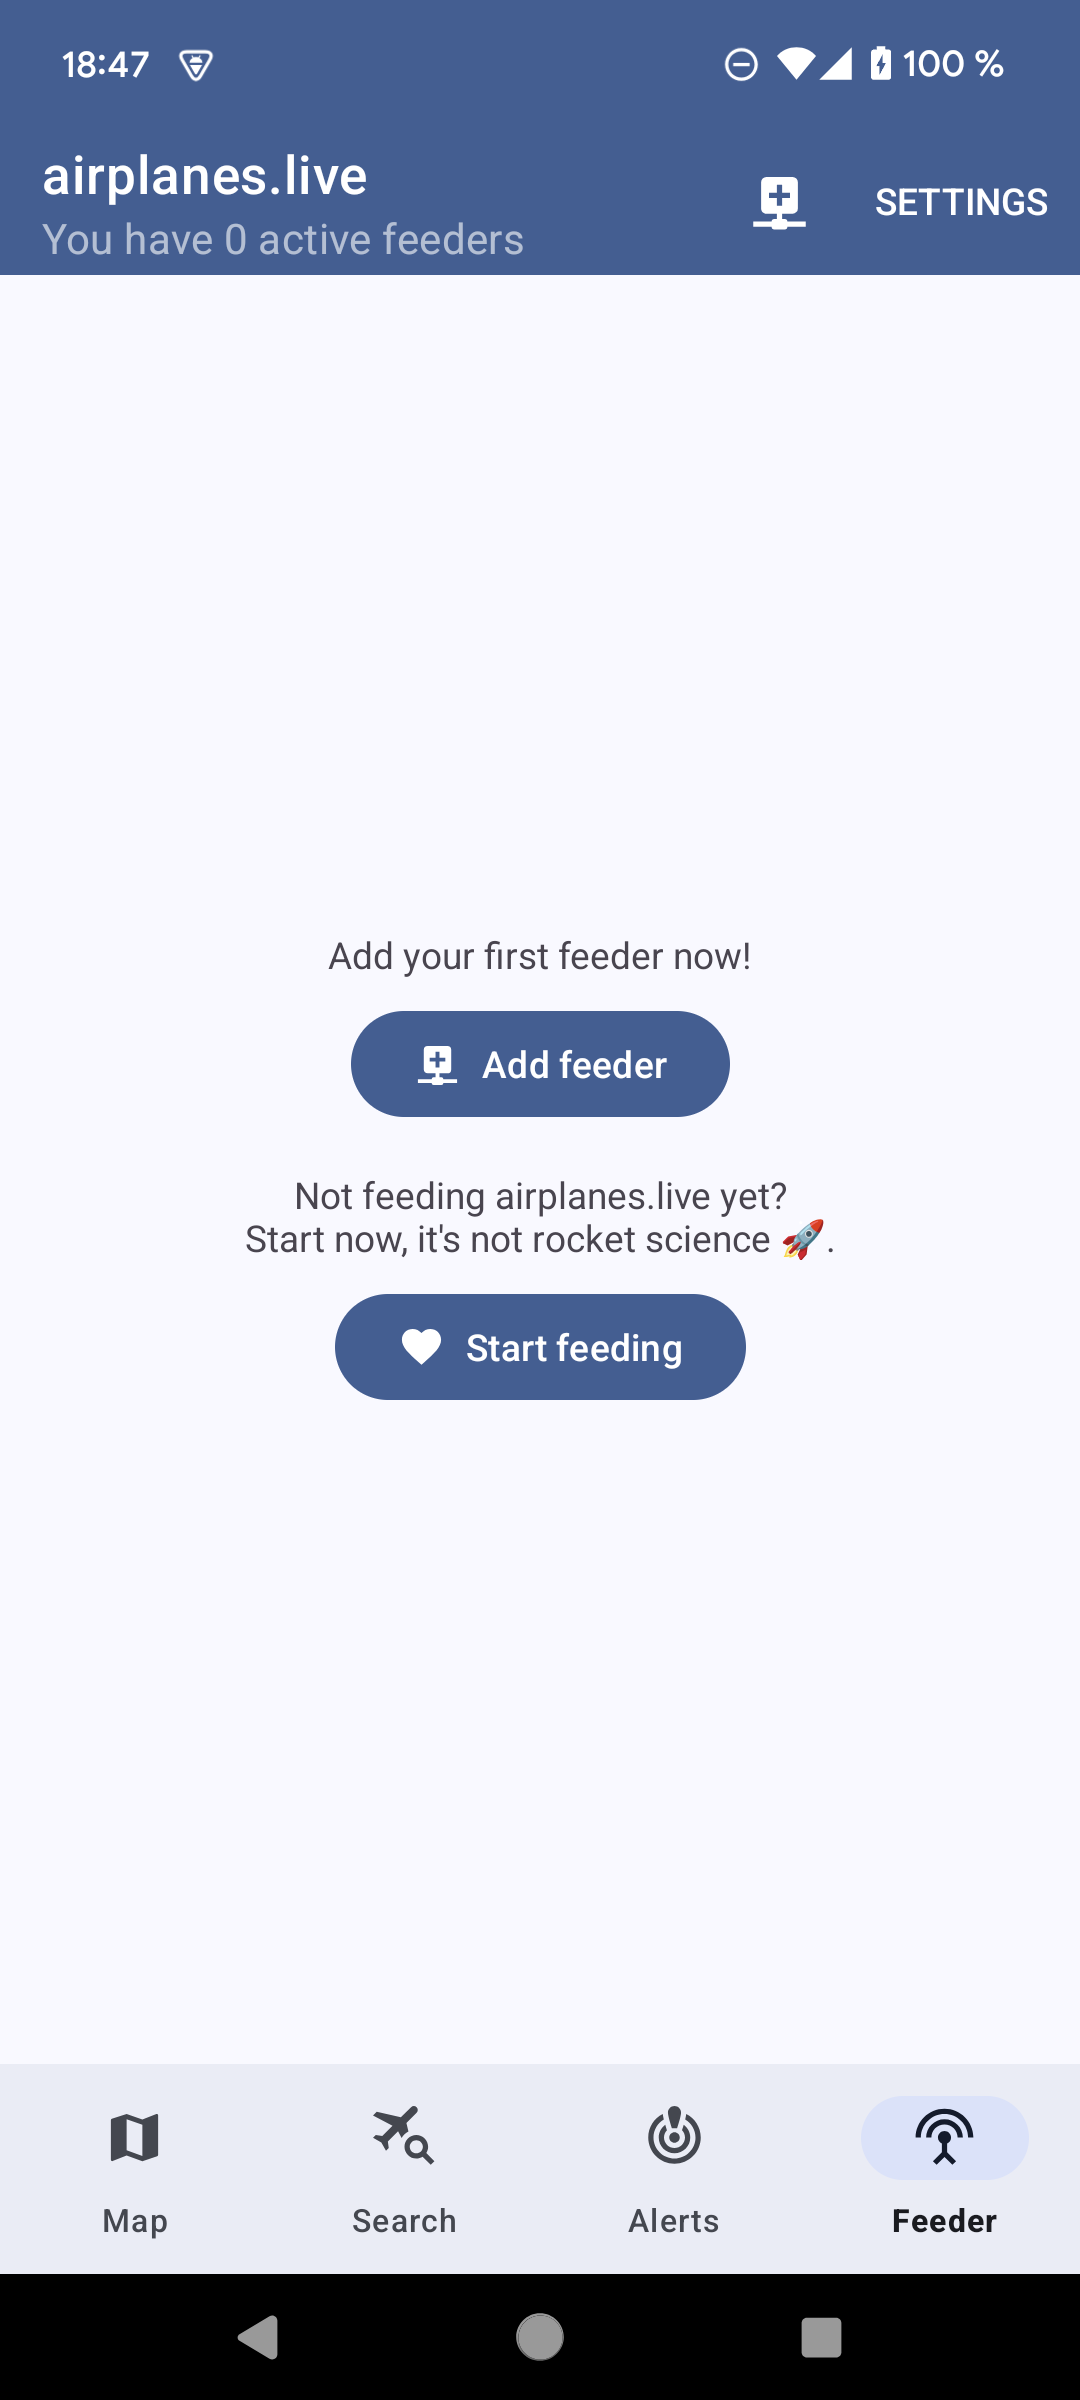 18:47
100 %
airplanes.live
SETTINGS
You have 0 active feeders
Add your first feeder now!
Add feeder
Not feeding airplanes.live yet?
Start now, it's not rocket science 🚀.
Start feeding
Map
Search
Alerts
Feeder